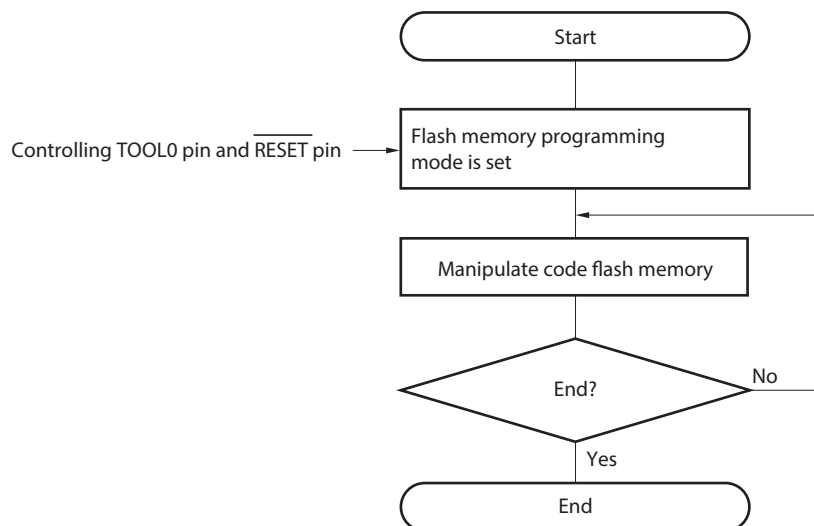 Start
Controlling TOOL0 pin and RESET pin
Flash memory programming
mode is set
Manipulate code flash memory
End?
No
Yes
End